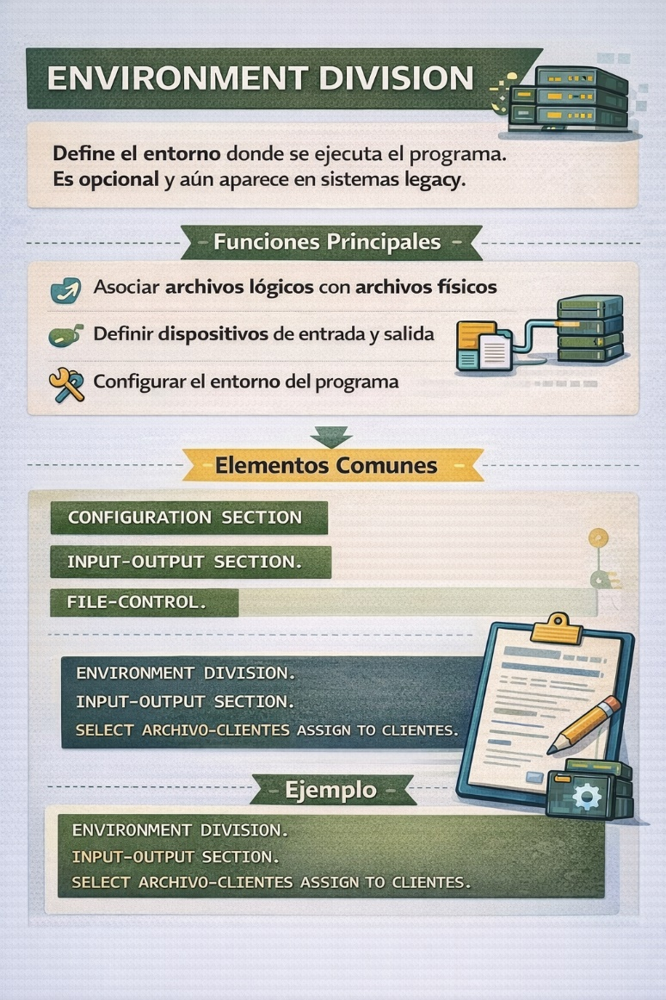 ENVIRONMENT DIVISION
Define el entorno donde se ejecuta el programa.
Es opcional y aún aparece en sistemas legacy.
Funciones Principales
Asociar archivos lógicos con archivos físicos
Definir dispositivos de entrada y salida
Configurar el entorno del programa
Elementos Comunes
CONFIGURATION SECTION
INPUT-OUTPUT SECTION.
FILE-CONTROL.
ENVIRONMENT DIVISION.
INPUT-OUTPUT SECTION.
SELECT ARCHIVO-CLIENTES ASSIGN TO CLIENTES.
Ejemplo
ENVIRONMENT DIVISION.
INPUT-OUTPUT SECTION.
SELECT ARCHIVO-CLIENTES ASSIGN TO CLIENTES.